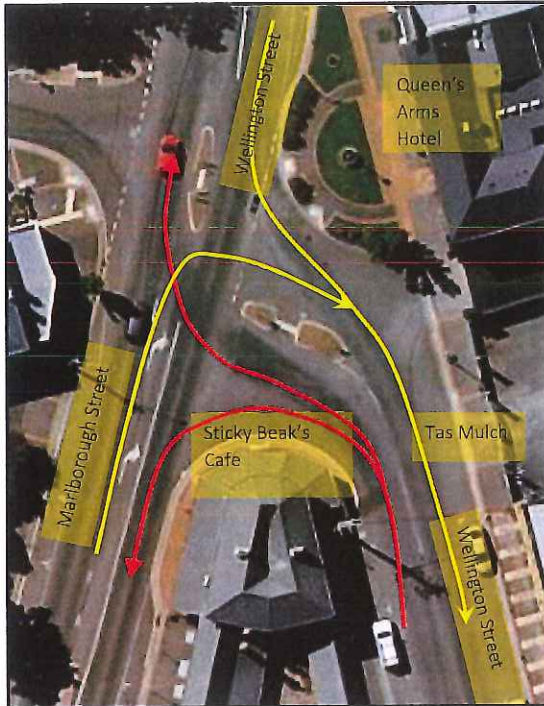 Wellington Street
Queen's
Arms
Hotel
Marlborough Street
Sticky Beak's
Cafe
Tas Mulch
Wellington Street